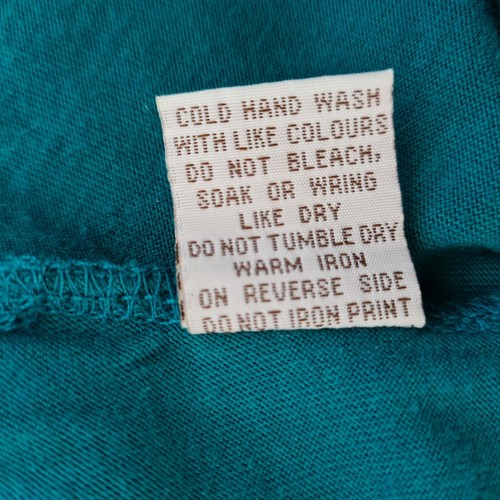 COLD HAND WASH
WITH LIKE COLOURS
DO NOT BLEACH,
SOAK OR WRING
LIKE DRY
DO NOT TUMBLE DRY
WARM IRON
ON REVERSE SIDE
DO NOT IRON PRINT